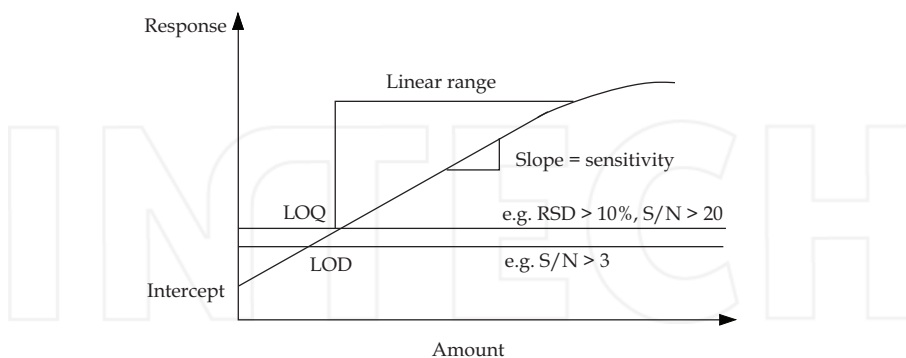 Response
Linear range
Slope = sensitivity
LOQ
e.g. RSD > 10%, S/N > 20
LOD
e.g. S/N > 3
Intercept
Amount
INTECH